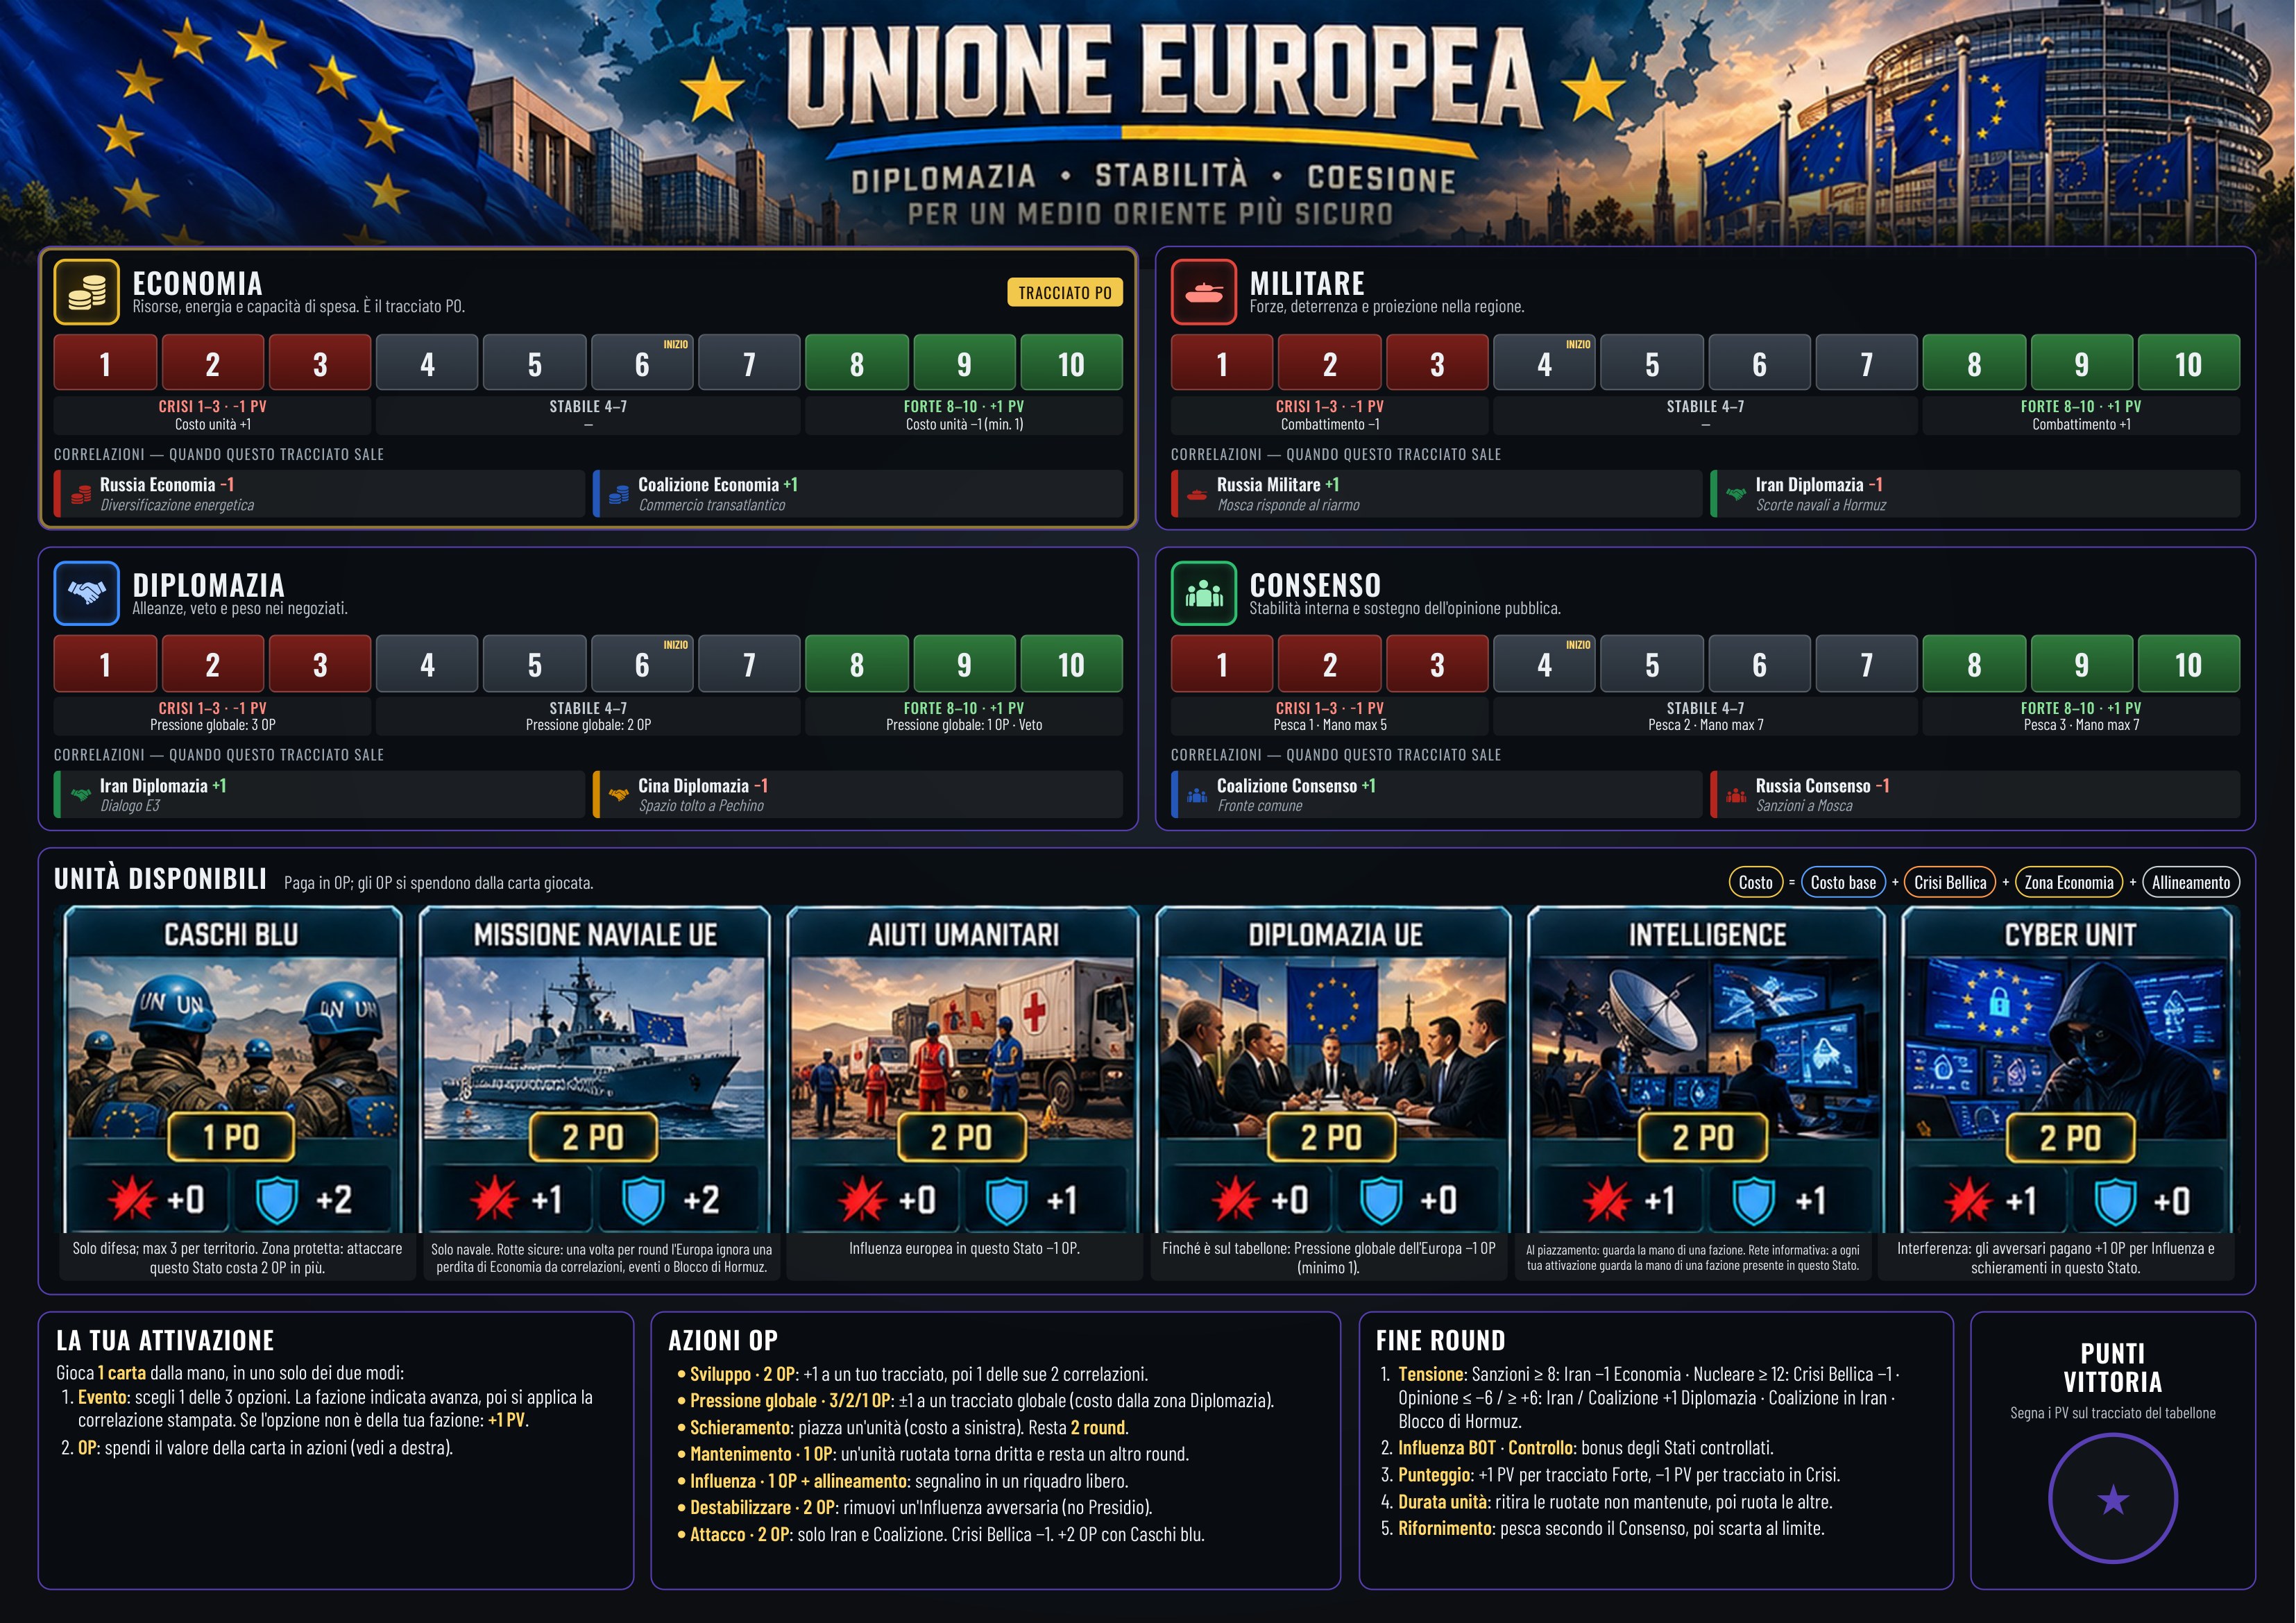 UNIONE EUROPEA
DIPLOMAZIA • STABILITÀ • COESIONE
PER UN MEDIO ORIENTE PIÙ SICURO
ECONOMIA
Risorse, energia e capacità di spesa. È il tracciato PO.
TRACCIATO PO
1 2 3 4 5 6 INIZIO 7 8 9 10
CRISI 1–3 · −1 PV
Costo unità +1
STABILE 4–7
—
FORTE 8–10 · +1 PV
Costo unità −1 (min. 1)
CORRELAZIONI — QUANDO QUESTO TRACCIATO SALE
Russia Economia −1
Diversificazione energetica
Coalizione Economia +1
Commercio transatlantico
MILITARE
Forze, deterrenza e proiezione nella regione.
1 2 3 4 INIZIO 5 6 7 8 9 10
CRISI 1–3 · −1 PV
Combattimento −1
STABILE 4–7
—
FORTE 8–10 · +1 PV
Combattimento +1
CORRELAZIONI — QUANDO QUESTO TRACCIATO SALE
Russia Militare +1
Mosca risponde al riarmo
Iran Diplomazia −1
Scorte navali a Hormuz
DIPLOMAZIA
Alleanze, veto e peso nei negoziati.
1 2 3 4 5 6 INIZIO 7 8 9 10
CRISI 1–3 · −1 PV
Pressione globale: 3 OP
STABILE 4–7
Pressione globale: 2 OP
FORTE 8–10 · +1 PV
Pressione globale: 1 OP · Veto
CORRELAZIONI — QUANDO QUESTO TRACCIATO SALE
Iran Diplomazia +1
Dialogo E3
Cina Diplomazia −1
Spazio tolto a Pechino
CONSENSO
Stabilità interna e sostegno dell'opinione pubblica.
1 2 3 4 INIZIO 5 6 7 8 9 10
CRISI 1–3 · −1 PV
Pesca 1 · Mano max 5
STABILE 4–7
Pesca 2 · Mano max 7
FORTE 8–10 · +1 PV
Pesca 3 · Mano max 7
CORRELAZIONI — QUANDO QUESTO TRACCIATO SALE
Coalizione Consenso +1
Fronte comune
Russia Consenso −1
Sanzioni a Mosca
UNITÀ DISPONIBILI Paga in OP; gli OP si spendono dalla carta giocata.
Costo = Costo base + Crisi Bellica + Zona Economia + Allineamento
CASCHI BLU
UN UN UN UN
1 PO
+0 +2
Solo difesa; max 3 per territorio. Zona protetta: attaccare
questo Stato costa 2 OP in più.
MISSIONE NAVIALE UE
2 PO
+1 +2
Solo navale. Rotte sicure: una volta per round l'Europa ignora una
perdita di Economia da correlazioni, eventi o Blocco di Hormuz.
AIUTI UMANITARI
2 PO
+0 +1
Influenza europea in questo Stato −1 OP.
DIPLOMAZIA UE
2 PO
+0 +0
Finché è sul tabellone: Pressione globale dell'Europa −1 OP
(minimo 1).
INTELLIGENCE
2 PO
+1 +1
Al piazzamento: guarda la mano di una fazione. Rete informativa: a ogni
tua attivazione guarda la mano di una fazione presente in questo Stato.
CYBER UNIT
2 PO
+1 +0
Interferenza: gli avversari pagano +1 OP per Influenza e
schieramenti in questo Stato.
LA TUA ATTIVAZIONE
Gioca 1 carta dalla mano, in uno solo dei due modi:
1. Evento: scegli 1 delle 3 opzioni. La fazione indicata avanza, poi si applica la
correlazione stampata. Se l'opzione non è della tua fazione: +1 PV.
2. OP: spendi il valore della carta in azioni (vedi a destra).
AZIONI OP
• Sviluppo · 2 OP: +1 a un tuo tracciato, poi 1 delle sue 2 correlazioni.
• Pressione globale · 3/2/1 OP: ±1 a un tracciato globale (costo dalla zona Diplomazia).
• Schieramento: piazza un'unità (costo a sinistra). Resta 2 round.
• Mantenimento · 1 OP: un'unità ruotata torna dritta e resta un altro round.
• Influenza · 1 OP + allineamento: segnalino in un riquadro libero.
• Destabilizzare · 2 OP: rimuovi un'Influenza avversaria (no Presidio).
• Attacco · 2 OP: solo Iran e Coalizione. Crisi Bellica −1. +2 OP con Caschi blu.
FINE ROUND
1. Tensione: Sanzioni ≥ 8: Iran −1 Economia · Nucleare ≥ 12: Crisi Bellica −1 ·
Opinione ≤ −6 / ≥ +6: Iran / Coalizione +1 Diplomazia · Coalizione in Iran ·
Blocco di Hormuz.
2. Influenza BOT · Controllo: bonus degli Stati controllati.
3. Punteggio: +1 PV per tracciato Forte, −1 PV per tracciato in Crisi.
4. Durata unità: ritira le ruotate non mantenute, poi ruota le altre.
5. Rifornimento: pesca secondo il Consenso, poi scarta al limite.
PUNTI
VITTORIA
Segna i PV sul tracciato del tabellone